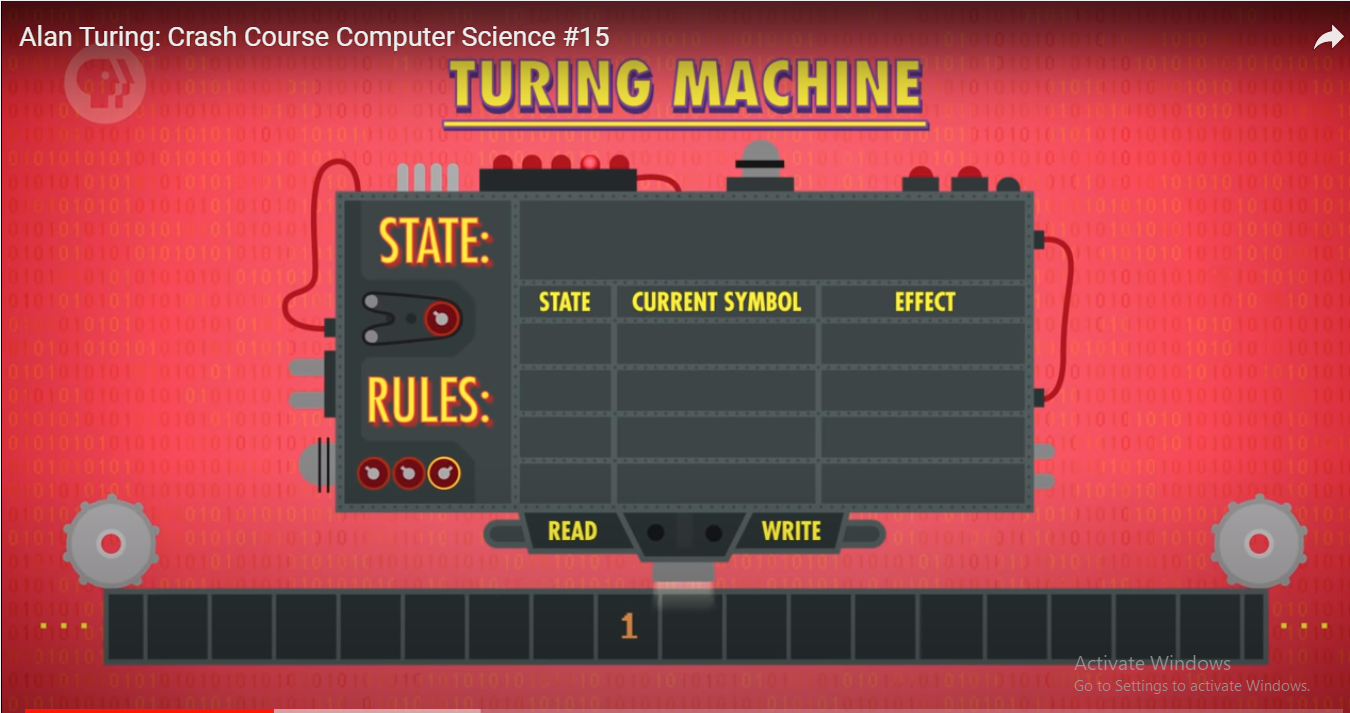 Alan Turing: Crash Course Computer Science #15
TURING MACHINE
STATE:
STATE CURRENT SYMBOL EFFECT
RULES:
READ WRITE
1
Activate Windows
Go to Settings to activate Windows.